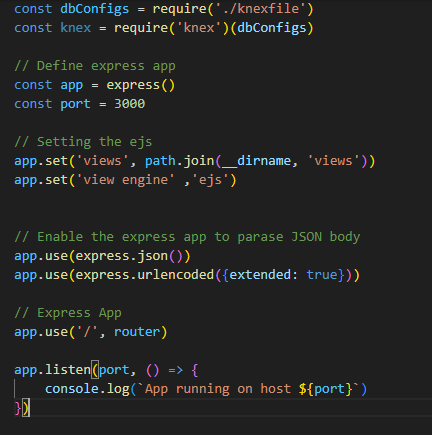 const dbConfigs = require('./knexfile')
const knex = require('knex')(dbConfigs)
// Define express app
const app = express()
const port = 3000
// Setting the ejs
app.set('views', path.join(__dirname, 'views'))
app.set('view engine' ,'ejs')
// Enable the express app to parase JSON body
app.use(express.json())
app.use(express.urlencoded({extended: true}))
// Express App
app.use('/', router)
app.listen(port, () => {
    console.log(`App running on host ${port}`)
})